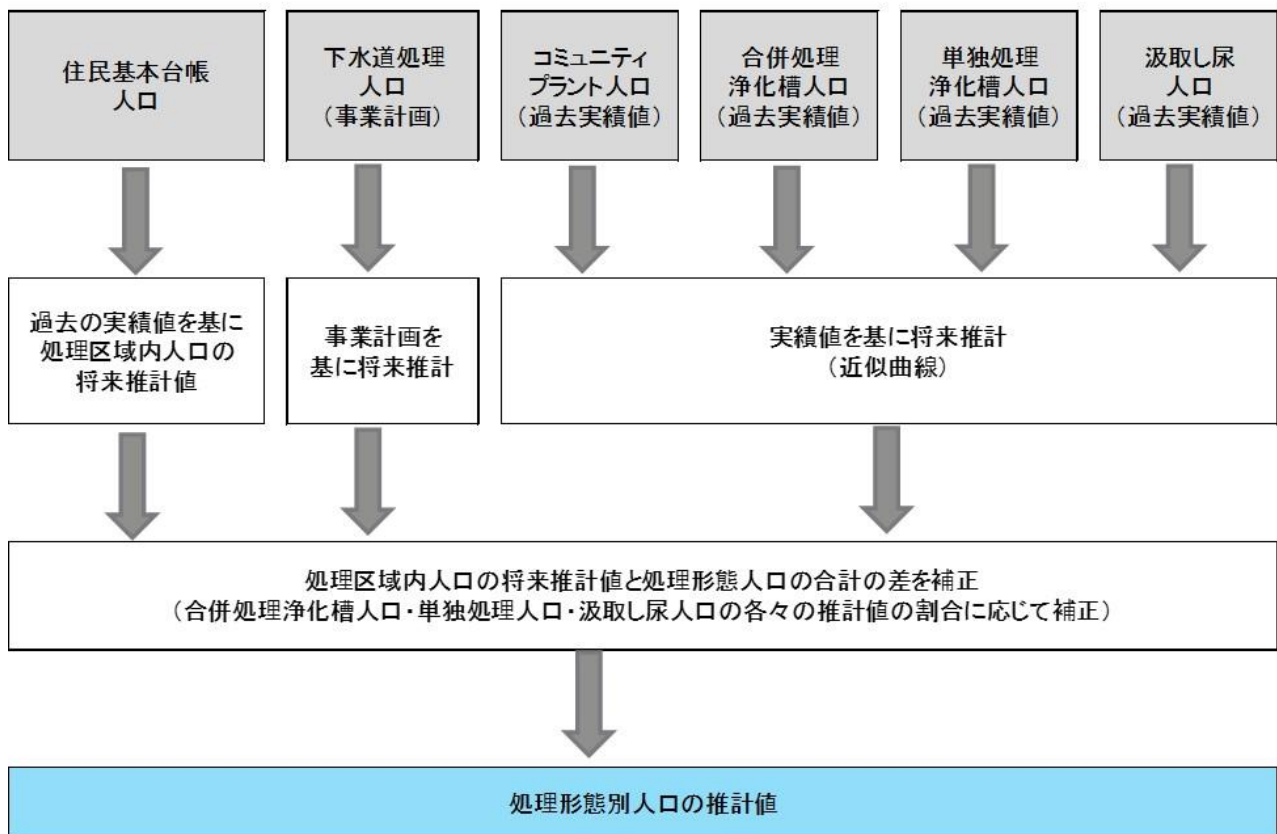 住民基本台帳
人口
下水道処理
人口
（事業計画）
コミュニティ
プラント人口
（過去実績値）
合併処理
浄化槽人口
（過去実績値）
単独処理
浄化槽人口
（過去実績値）
汲取し尿
人口
（過去実績値）
過去の実績値を基に
処理区域内人口の
将来推計値
事業計画を
基に将来推計
実績値を基に将来推計
（近似曲線）
処理区域内人口の将来推計値と処理形態人口の合計の差を補正
（合併処理浄化槽人口・単独処理人口・汲取し尿人口の各々の推計値の割合に応じて補正）
処理形態別人口の推計値